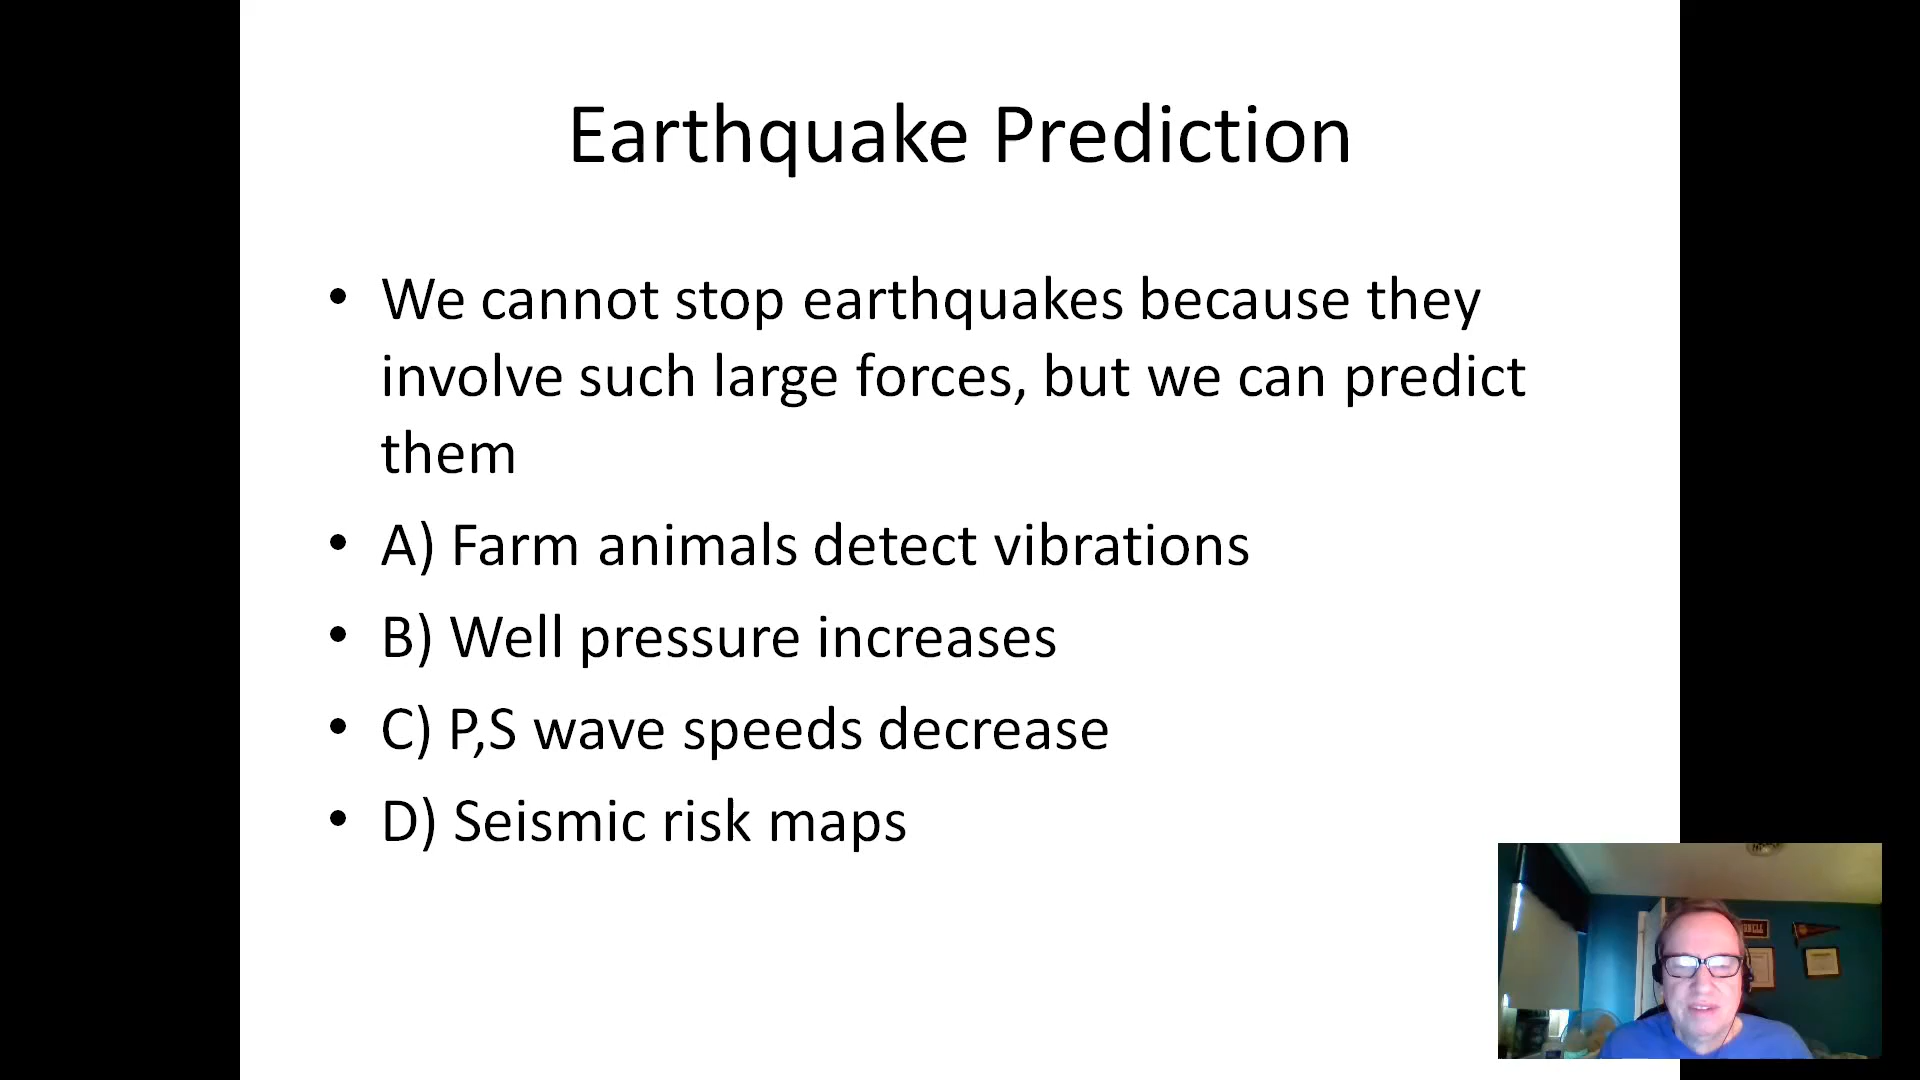 Earthquake Prediction
• We cannot stop earthquakes because they
involve such large forces, but we can predict
them
• A) Farm animals detect vibrations
• B) Well pressure increases
• C) P,S wave speeds decrease
• D) Seismic risk maps